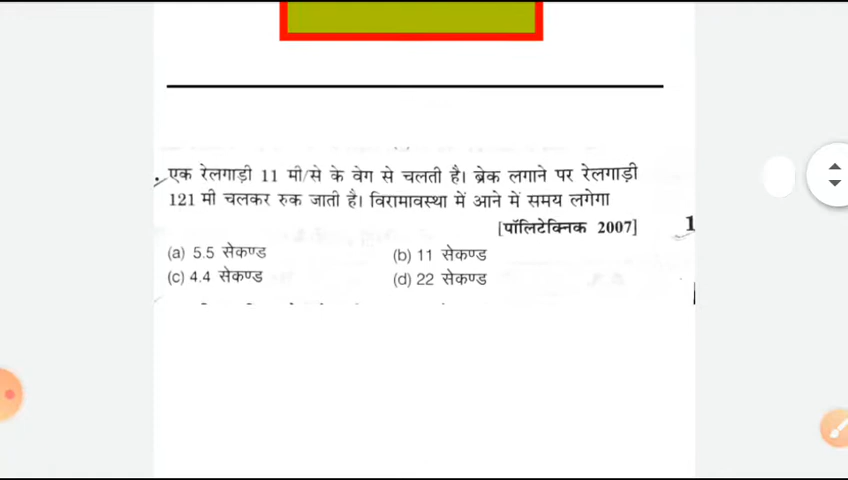 एक रेलगाड़ी 11 मी/से के वेग से चलती है। ब्रेक लगाने पर रेलगाड़ी
121 मी चलकर रुक जाती है। विरामावस्था में आने में समय लगेगा
[पॉलिटेक्निक 2007]
1
(a) 5.5 सेकण्ड
(b) 11 सेकण्ड
(c) 4.4 सेकण्ड
(d) 22 सेकण्ड